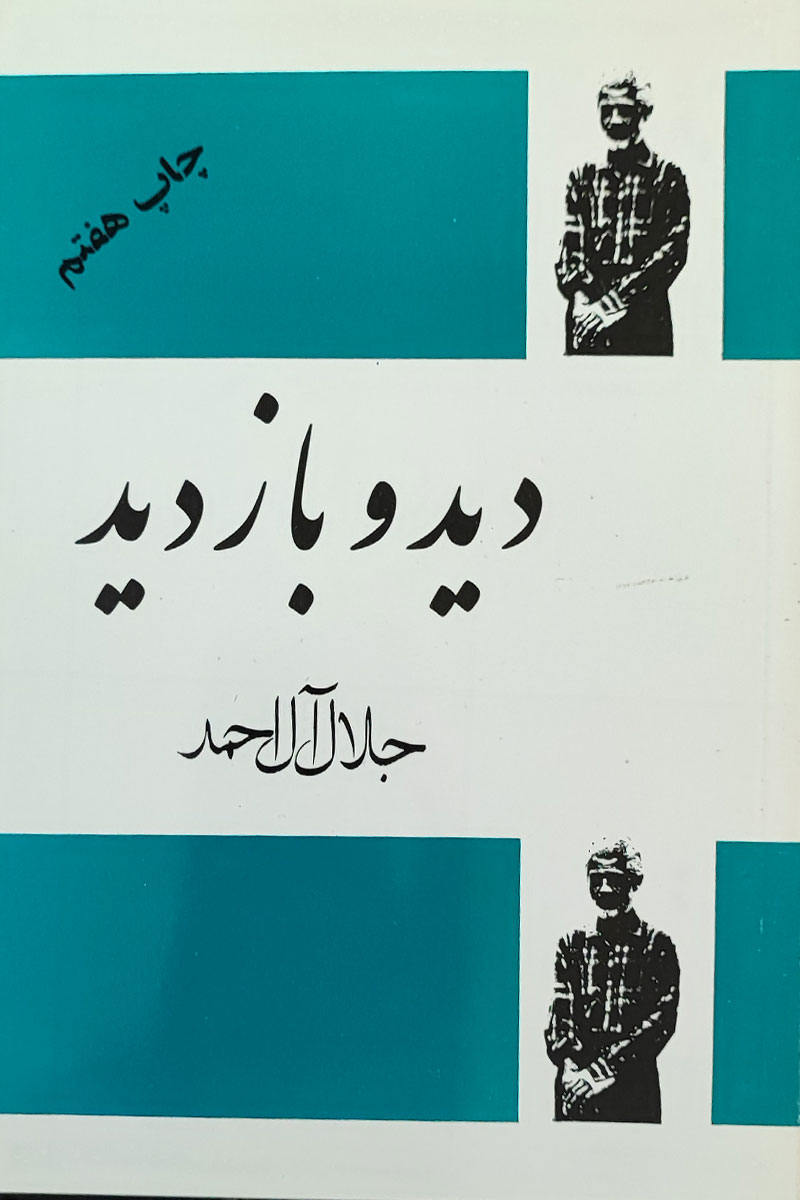 چاپ هفتم
دید و بازدید
جلال آل احمد